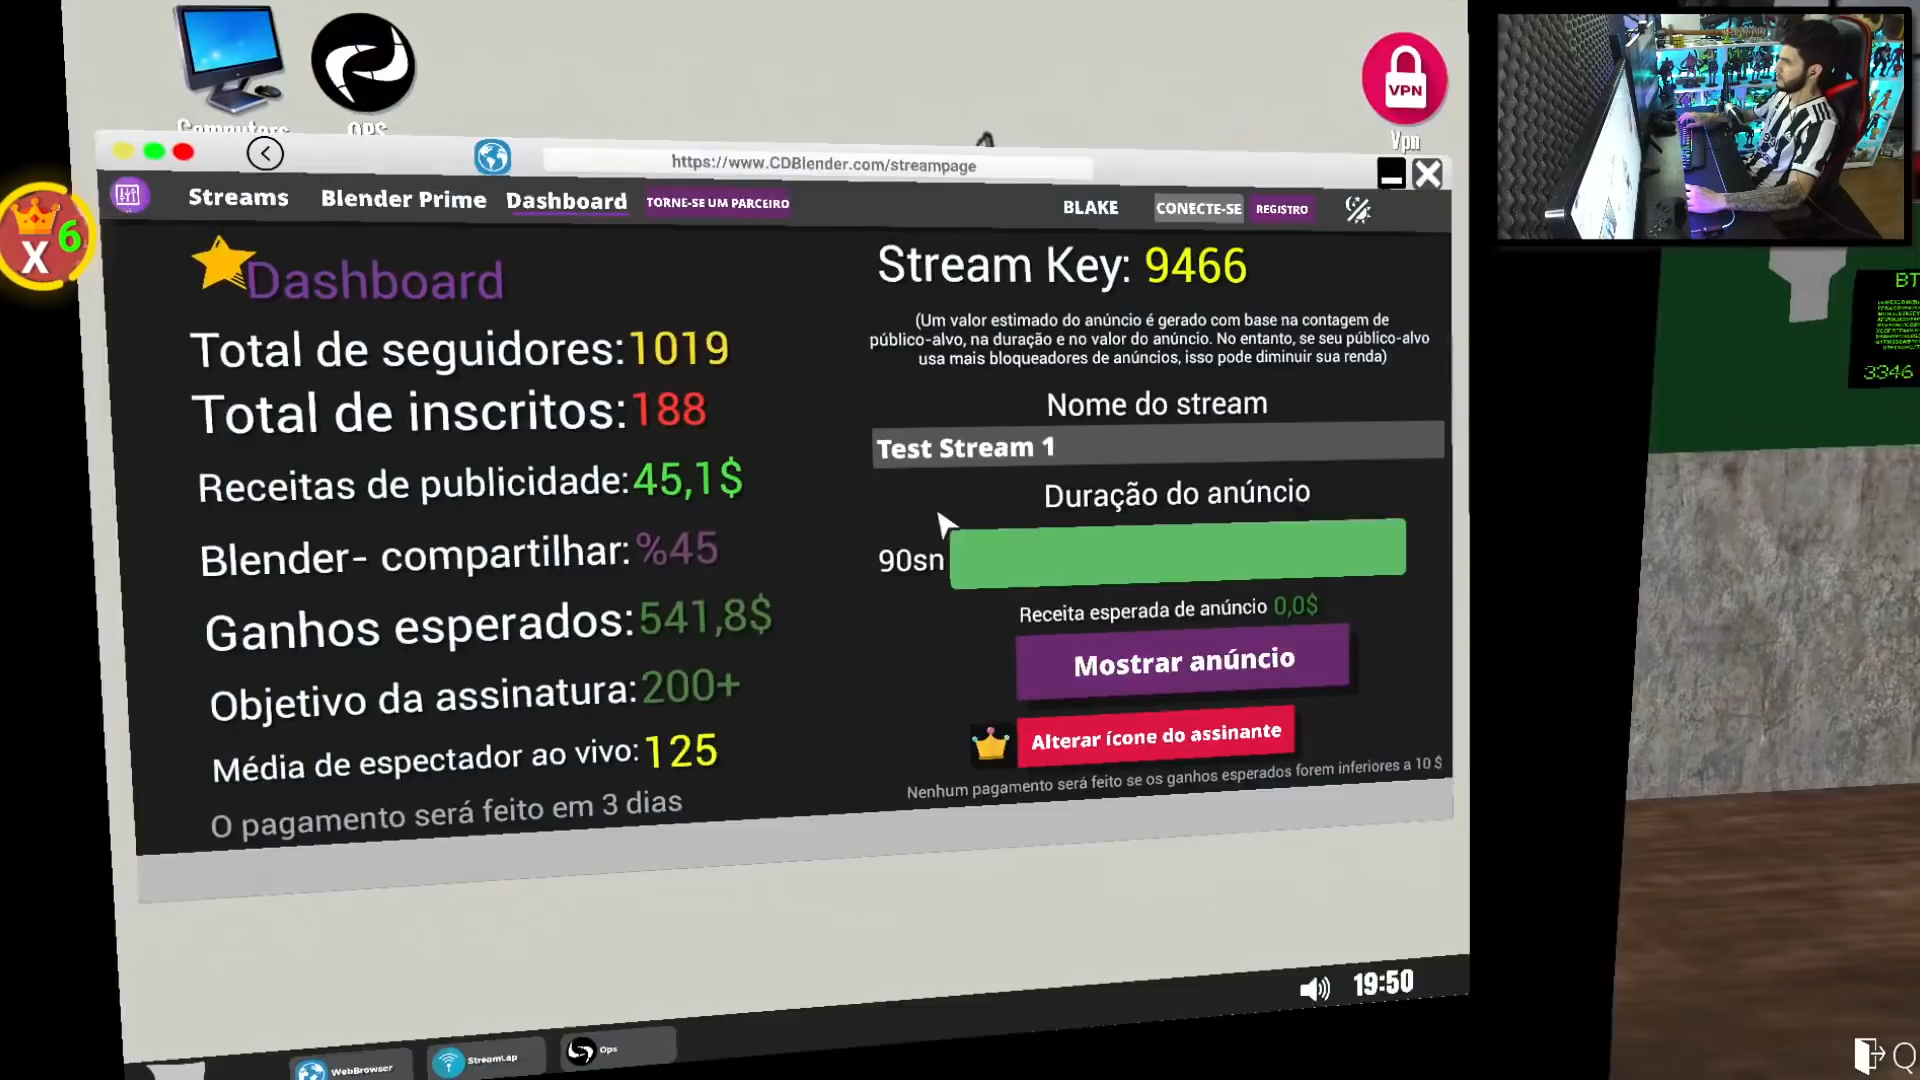 Computers
OPS
VPN
Vpn
https://www.CDBlender.com/streampage
X 6
Streams Blender Prime Dashboard TORNE-SE UM PARCEIRO BLAKE CONECTE-SE REGISTRO
Dashboard
Total de seguidores:1019
Total de inscritos:188
Receitas de publicidade:45,1$
Blender- compartilhar:%45
Ganhos esperados:541,8$
Objetivo da assinatura:200+
Média de espectador ao vivo:125
O pagamento será feito em 3 dias
Stream Key: 9466
(Um valor estimado do anúncio é gerado com base na contagem de
público-alvo, na duração e no valor do anúncio. No entanto, se seu público-alvo
usa mais bloqueadores de anúncios, isso pode diminuir sua renda)
Nome do stream
Test Stream 1
Duração do anúncio
90sn
Receita esperada de anúncio 0,0$
Mostrar anúncio
Alterar ícone do assinante
Nenhum pagamento será feito se os ganhos esperados forem inferiores a 10 $
BT
3346
19:50
WebBrowser
StreamLap
Ops
Q